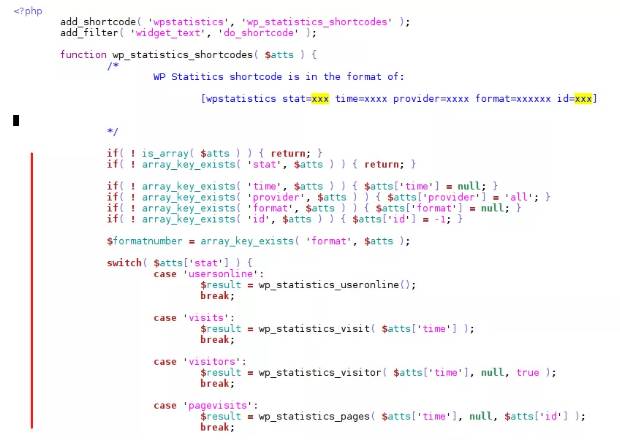 <?php
add_shortcode( 'wpstatistics', 'wp_statistics_shortcodes' );
add_filter( 'widget_text', 'do_shortcode' );
function wp_statistics_shortcodes( $atts ) {
/*
WP Statitics shortcode is in the format of:
[wpstatistics stat=xxx time=xxxx provider=xxxx format=xxxxxx id=xxx]
*/
if( ! is_array( $atts ) ) { return; }
if( ! array_key_exists( 'stat', $atts ) ) { return; }
if( ! array_key_exists( 'time', $atts ) ) { $atts['time'] = null; }
if( ! array_key_exists( 'provider', $atts ) ) { $atts['provider'] = 'all'; }
if( ! array_key_exists( 'format', $atts ) ) { $atts['format'] = null; }
if( ! array_key_exists( 'id', $atts ) ) { $atts['id'] = -1; }
$formatnumber = array_key_exists( 'format', $atts );
switch( $atts['stat'] ) {
case 'usersonline':
$result = wp_statistics_useronline();
break;
case 'visits':
$result = wp_statistics_visit( $atts['time'] );
break;
case 'visitors':
$result = wp_statistics_visitor( $atts['time'], null, true );
break;
case 'pagevisits':
$result = wp_statistics_pages( $atts['time'], null, $atts['id'] );
break;